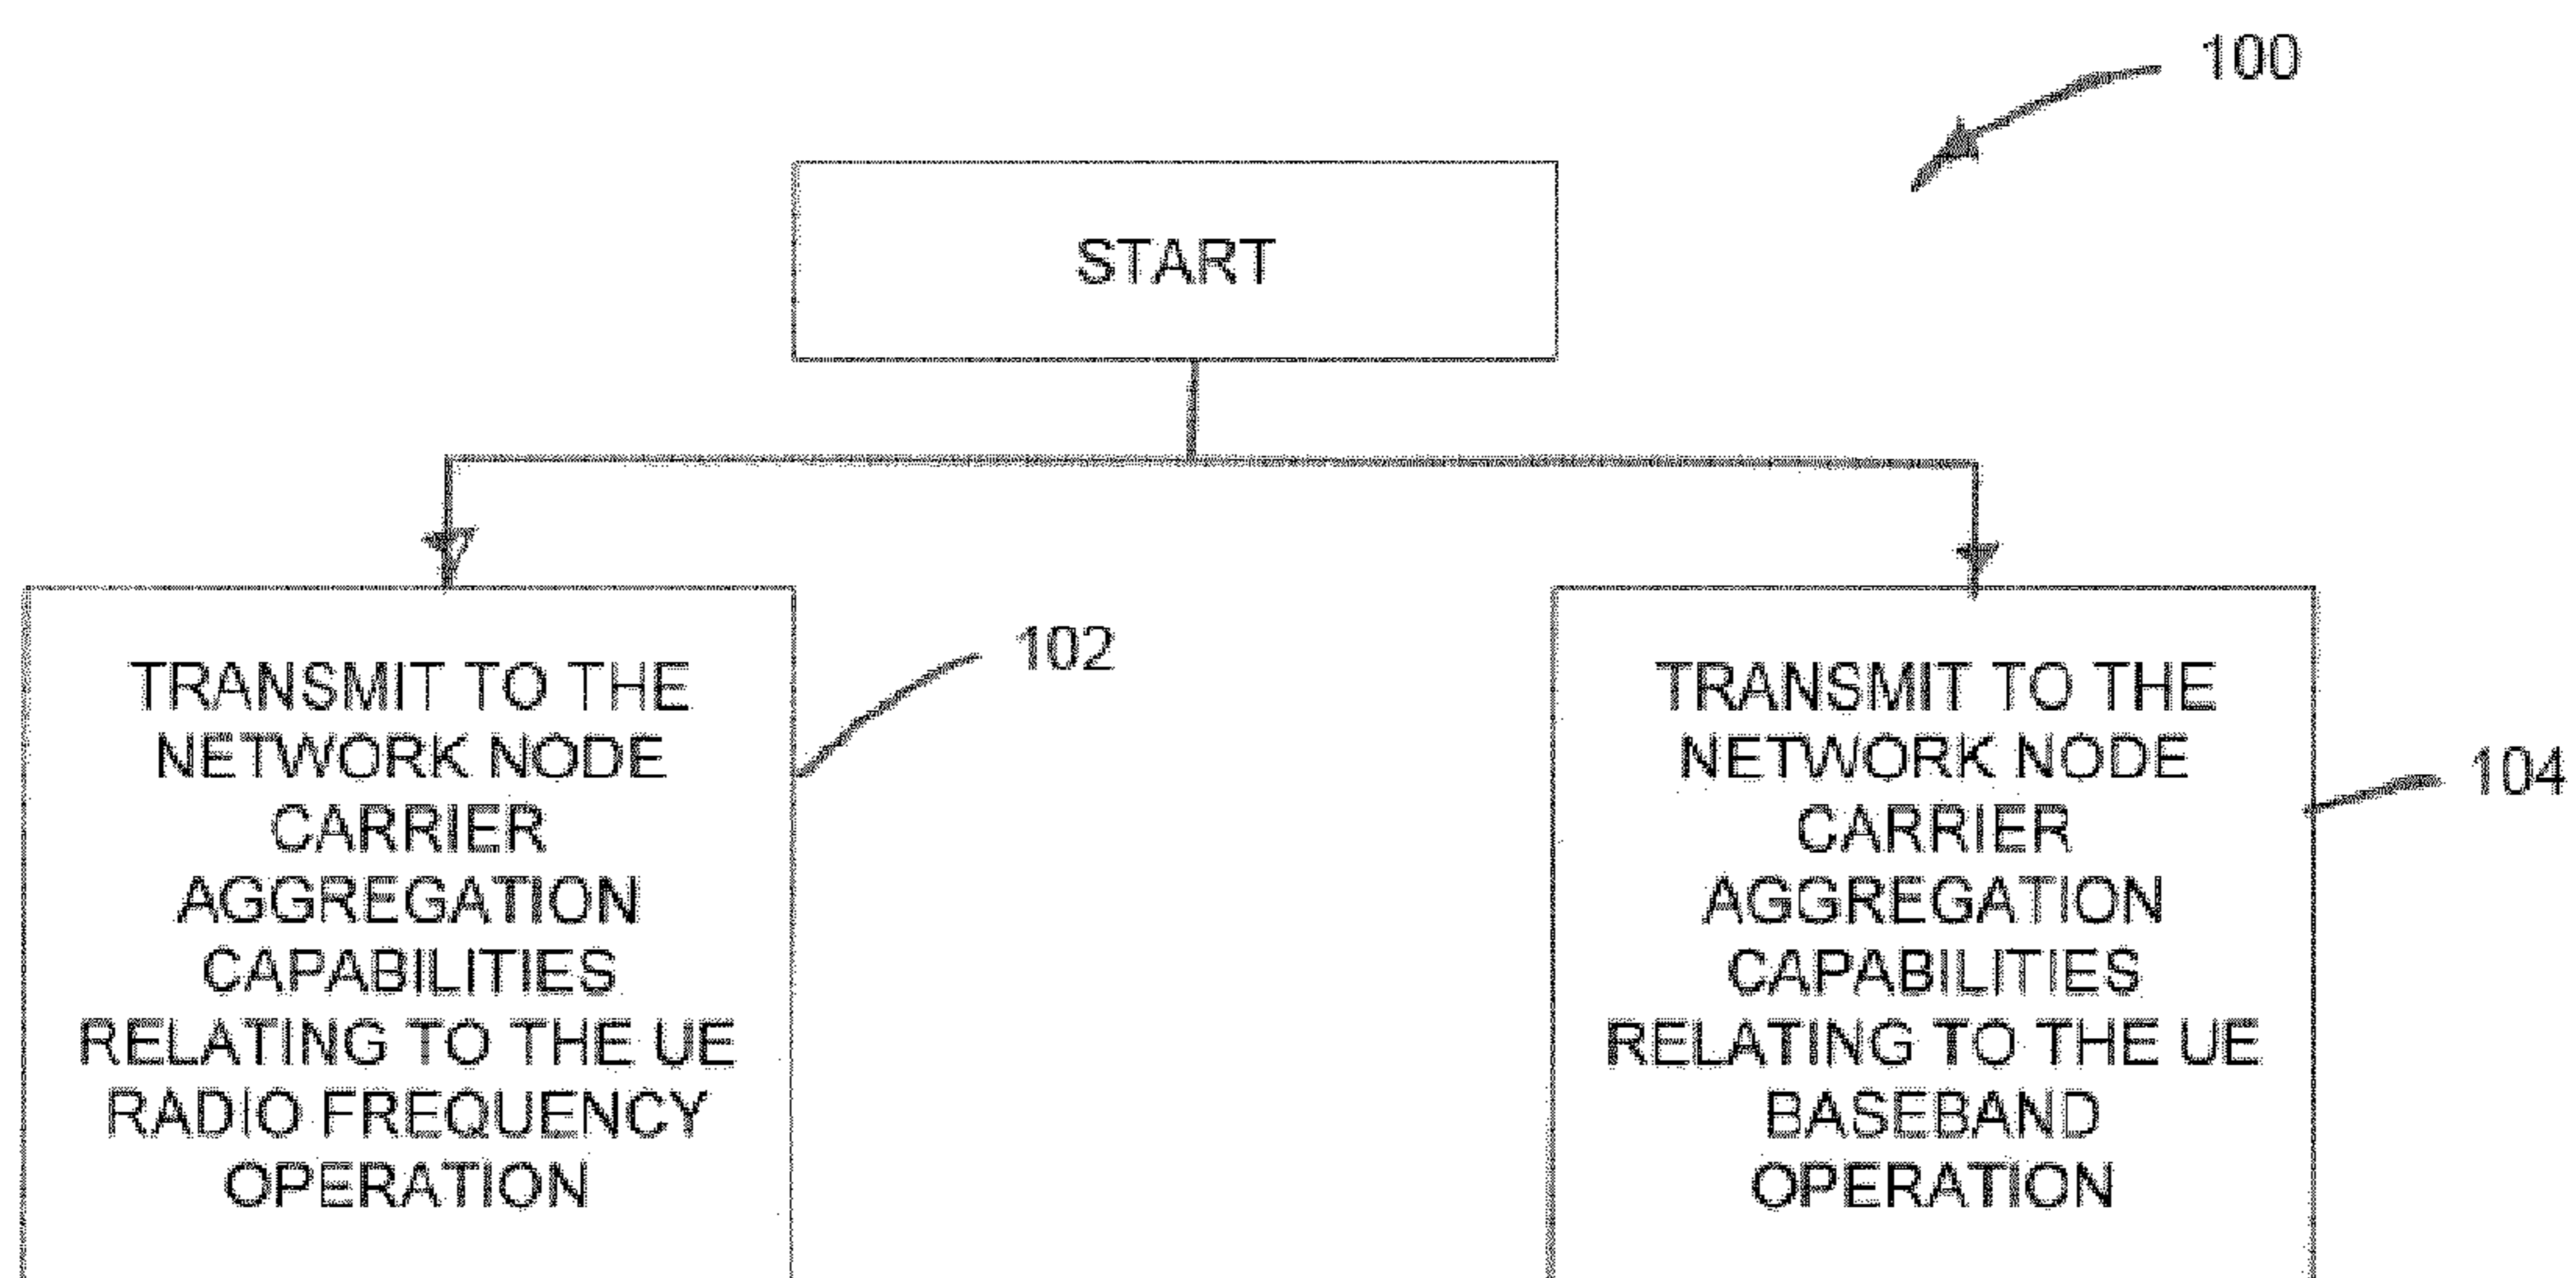 100
START
102
TRANSMIT TO THE
NETWORK NODE
CARRIER
AGGREGATION
CAPABILITIES
RELATING TO THE UE
RADIO FREQUENCY
OPERATION
104
TRANSMIT TO THE
NETWORK NODE
CARRIER
AGGREGATION
CAPABILITIES
RELATING TO THE UE
BASEBAND
OPERATION